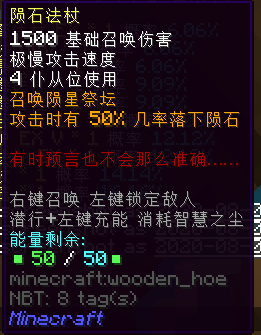 陨石法杖
1500 基础召唤伤害
极慢攻击速度
4 仆从位使用
召唤陨星祭坛
攻击时有 50% 几率落下陨石
有时预言也不会那么准确……
右键召唤 左键锁定敌人
潜行+左键充能 消耗智慧之尘
能量剩余:
■ 50 / 50 ■
minecraft:wooden_hoe
NBT: 8 tag(s)
Minecraft